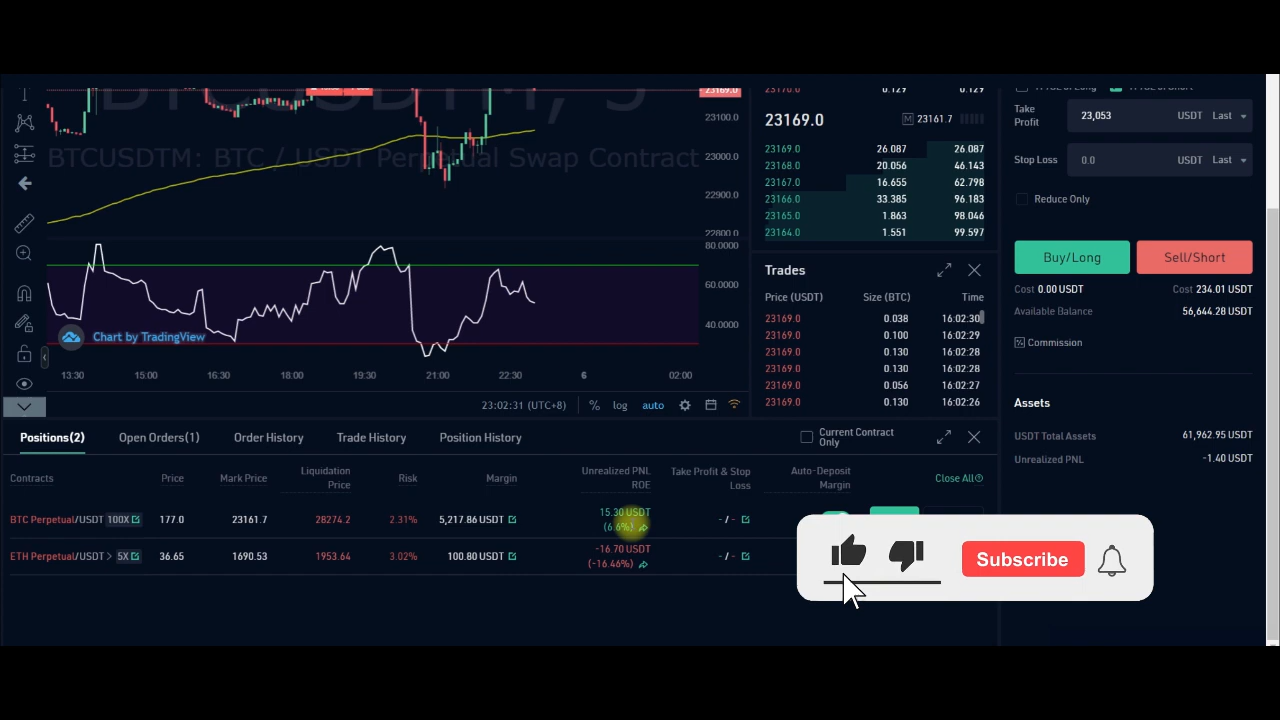 BTCUSDTM, 5
BTCUSDTM: BTC / USDT Perpetual Swap Contract
23169.0
23100.0
23000.0
22900.0
22800.0
80.0000
60.0000
40.0000
Chart by TradingView
13:30 15:00 16:30 18:00 19:30 21:00 22:30 6 02:00
23:02:31 (UTC+8) % log auto
23170.0 0.129 0.129
23169.0 M 23161.7
23169.0 26.087 26.087
23168.0 20.056 46.143
23167.0 16.655 62.798
23166.0 33.385 96.183
23165.0 1.863 98.046
23164.0 1.551 99.597
Trades
Price (USDT) Size (BTC) Time
23169.0 0.038 16:02:30
23169.0 0.100 16:02:29
23169.0 0.130 16:02:28
23169.0 0.130 16:02:28
23169.0 0.056 16:02:27
23169.0 0.130 16:02:26
Take Profit 23,053 USDT Last
Stop Loss 0.0 USDT Last
Reduce Only
Buy/Long Sell/Short
Cost 0.00 USDT Cost 234.01 USDT
Available Balance 56,644.28 USDT
Commission
Assets
USDT Total Assets 61,962.95 USDT
Unrealized PNL -1.40 USDT
Positions(2) Open Orders(1) Order History Trade History Position History Current Contract Only
Contracts Price Mark Price Liquidation Price Risk Margin Unrealized PNL ROE Take Profit & Stop Loss Auto-Deposit Margin Close All
BTC Perpetual/USDT 100X 177.0 23161.7 28274.2 2.31% 5,217.86 USDT 15.30 USDT (6.6%) - / -
ETH Perpetual/USDT > 5X 36.65 1690.53 1953.64 3.02% 100.80 USDT -16.70 USDT (-16.46%) - / -
Subscribe